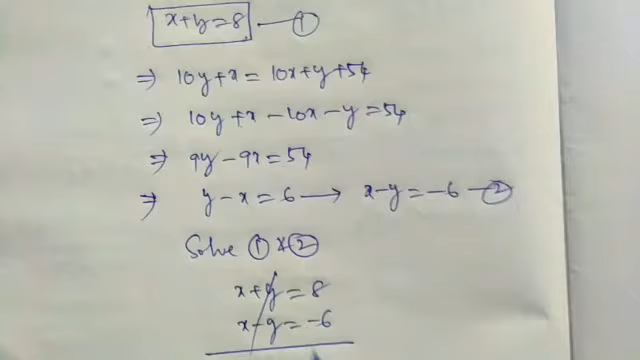 x+y=8 — ①
⇒ 10y+x = 10x+y+54
⇒ 10y+x-10x-y=54
⇒ 9y-9x=54
⇒ y-x=6 → x-y=-6 — ②
Solve ① & ②
x+y=8
x-y=-6